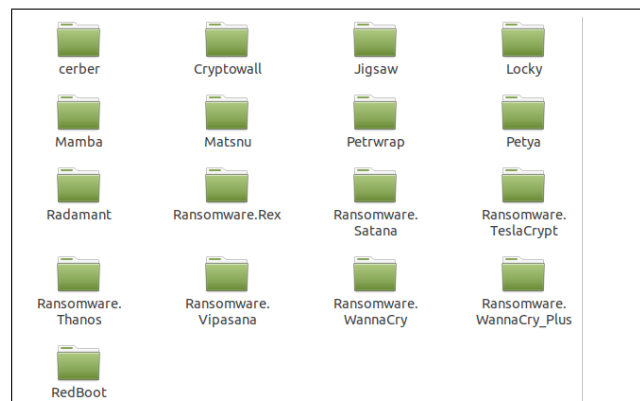 cerber
Cryptowall
Jigsaw
Locky
Mamba
Matsnu
Petrwrap
Petya
Radamant
Ransomware.Rex
Ransomware.
Satana
Ransomware.
TeslaCrypt
Ransomware.
Thanos
Ransomware.
Vipasana
Ransomware.
WannaCry
Ransomware.
WannaCry_Plus
RedBoot